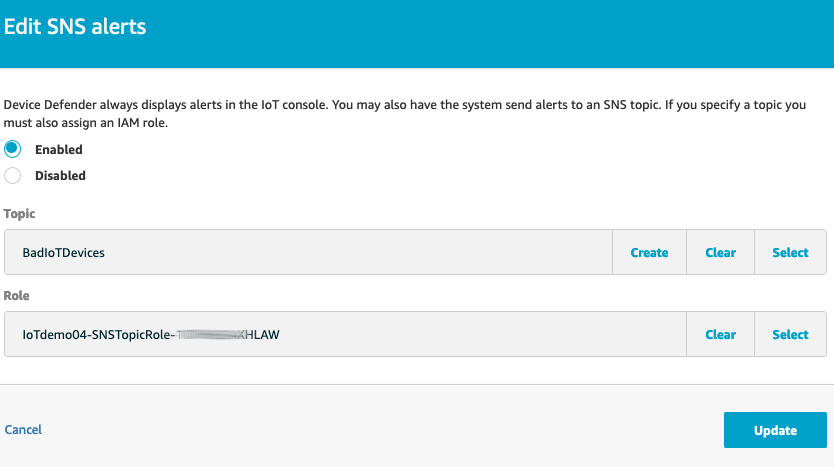 Edit SNS alerts
Device Defender always displays alerts in the IoT console. You may also have the system send alerts to an SNS topic. If you specify a topic you
must also assign an IAM role.
Enabled
Disabled
Topic
BadIoTDevices Create Clear Select
Role
IoTdemo04-SNSTopicRole- HLAW Clear Select
Cancel Update